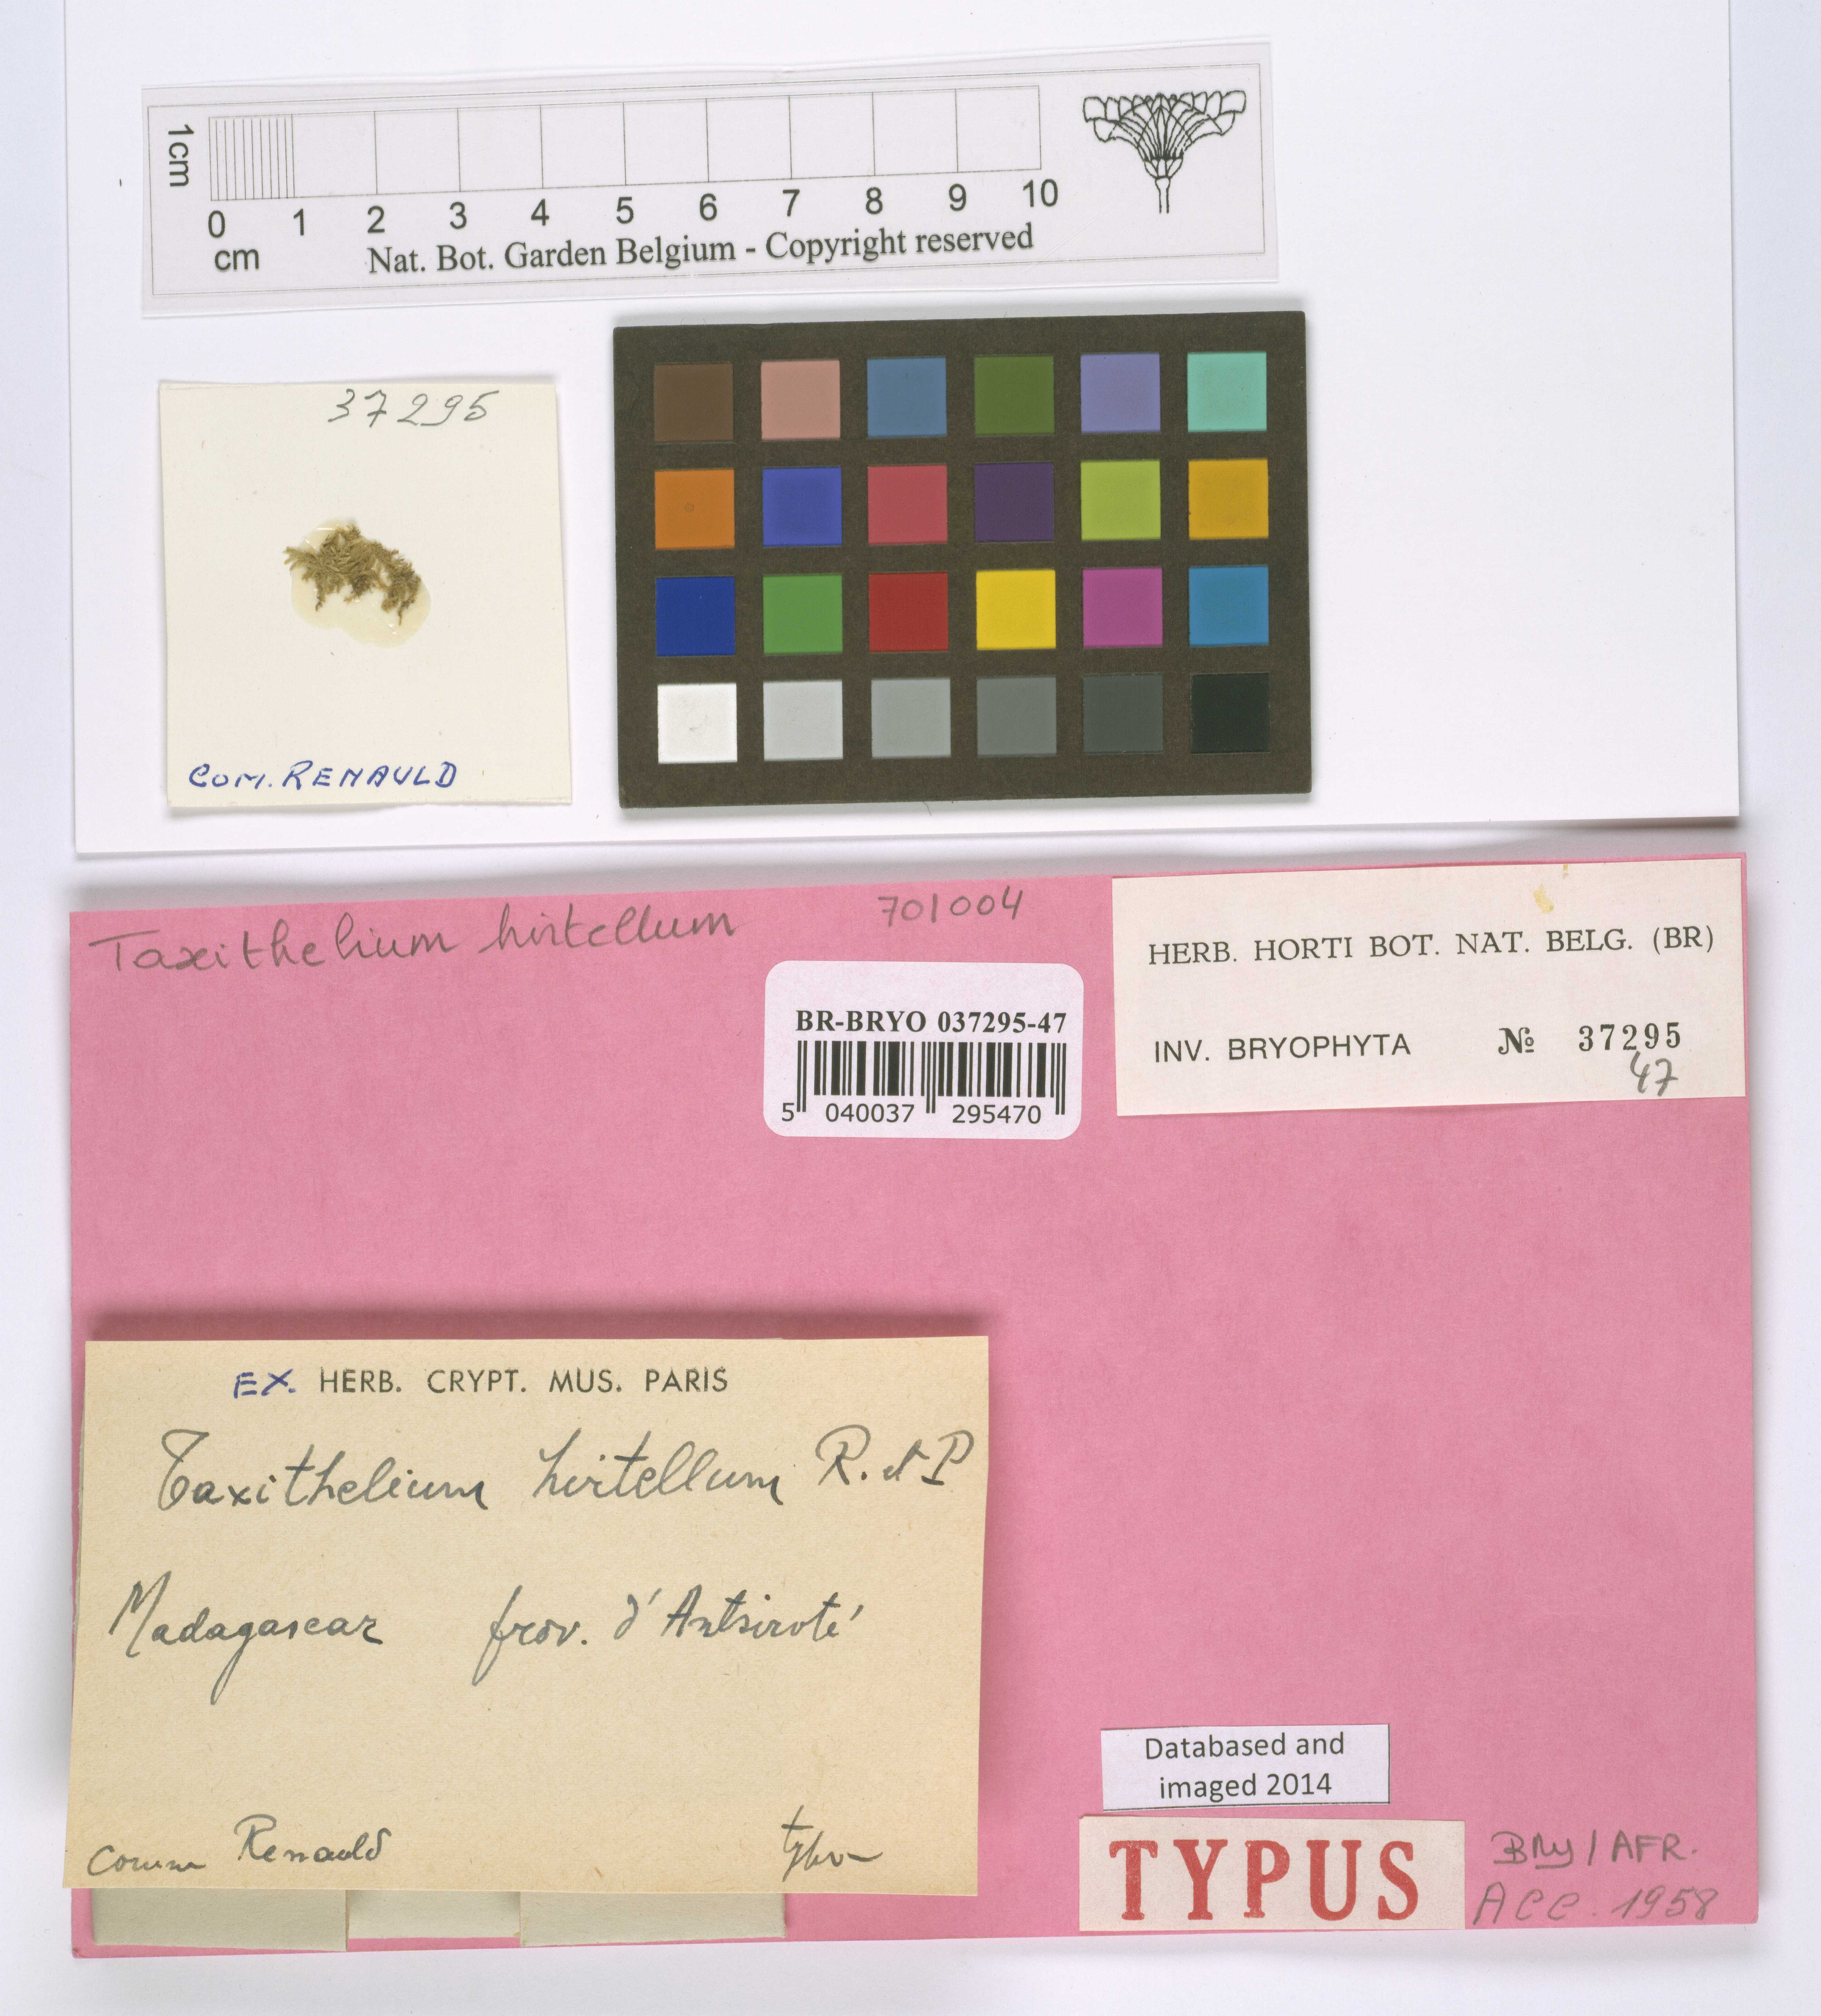 1cm
0 1 2 3 4 5 6 7 8 9 10
cm
Nat. Bot. Garden Belgium - Copyright reserved
37295
COM. RENAULD
Taxithelium hirtellum
701004
HERB. HORTI BOT. NAT. BELG. (BR)
INV. BRYOPHYTA № 37295
47
BR-BRYO 037295-47
5 040037 295470
EX. HERB. CRYPT. MUS. PARIS
Taxithelium hirtellum R. et P
Madagascar prov. d'Antsiroté
Comm Renauld
type
Databased and
imaged 2014
TYPUS
Bry / AFR.
Acc. 1958